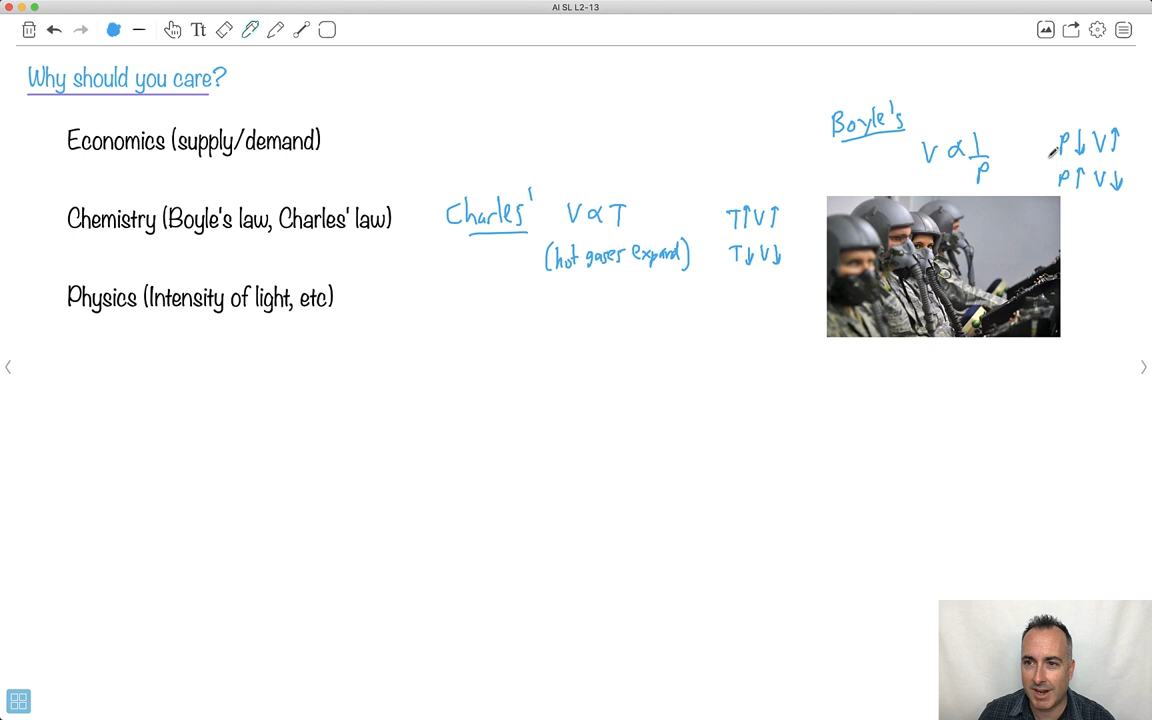 AI SL L2-13
Tt
Why should you care?
Economics (supply/demand)
Chemistry (Boyle's law, Charles' law)
Physics (Intensity of light, etc)
Charles' V ∝ T
(hot gases expand)
T↑ V↑
T↓ V↓
Boyle's
V ∝ 1/P
P↓ V↑
P↑ V↓